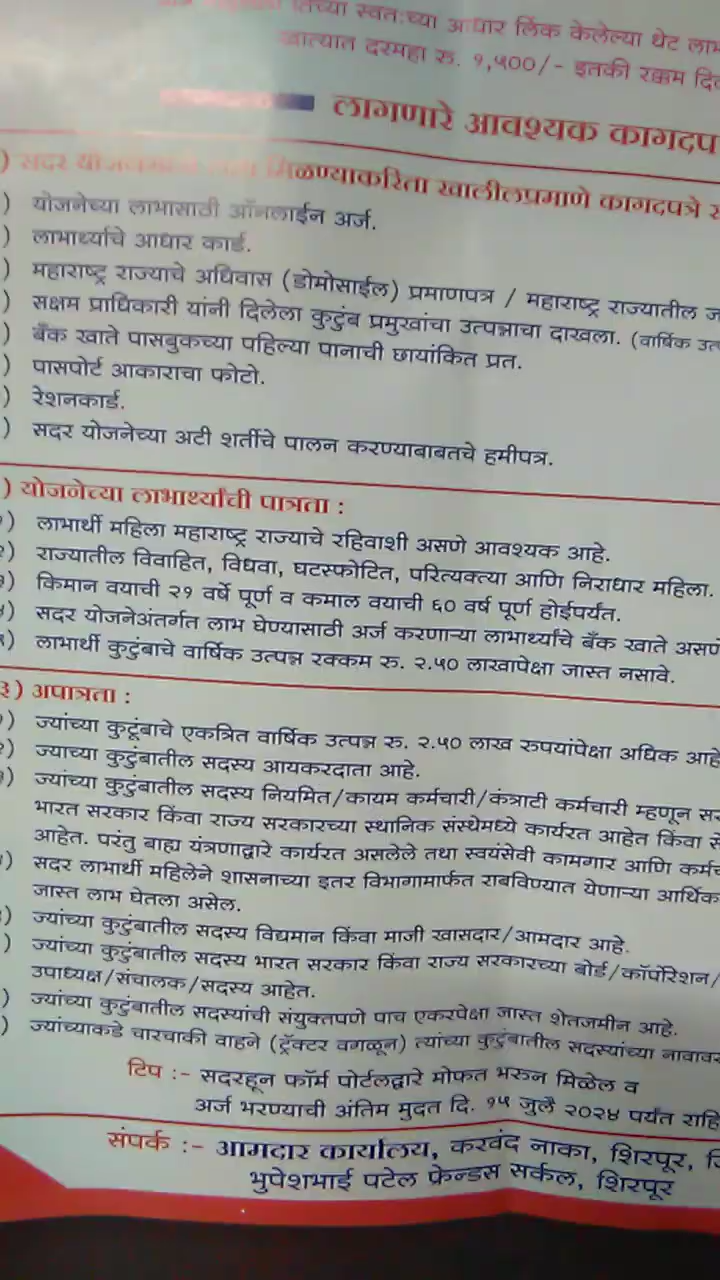 तिच्या स्वतःच्या आधार लिंक केलेल्या थेट लाभ
खात्यात दरमहा रु. १,५००/- इतकी रक्कम
लागणारे आवश्यक कागदप
) सदर मिळण्याकरिता खालीलप्रमाणे कागदपत्रे
) योजनेच्या लाभासाठी ऑनलाईन अर्ज.
) लाभार्थ्याचे आधार कार्ड.
) महाराष्ट्र राज्याचे अधिवास (डोमोसाईल) प्रमाणपत्र / महाराष्ट्र राज्यातील
) सक्षम प्राधिकारी यांनी दिलेला कुटुंब प्रमुखांचा उत्पन्नाचा दाखला. (वार्षिक उत्प
) बँक खाते पासबुकच्या पहिल्या पानाची छायांकित प्रत.
) पासपोर्ट आकाराचा फोटो.
) रेशनकार्ड.
) सदर योजनेच्या अटी शर्तीचे पालन करण्याबाबतचे हमीपत्र.
) योजनेच्या लाभार्थ्यांची पात्रता :
) लाभार्थी महिला महाराष्ट्र राज्याचे रहिवाशी असणे आवश्यक आहे.
) राज्यातील विवाहित, विधवा, घटस्फोटित, परित्यक्त्या आणि निराधार महिला.
) किमान वयाची २१ वर्षे पूर्ण व कमाल वयाची ६० वर्ष पूर्ण होईपर्यंत.
) सदर योजनेअंतर्गत लाभ घेण्यासाठी अर्ज करणाऱ्या लाभार्थ्यांचे बँक खाते असणे
) लाभार्थी कुटुंबाचे वार्षिक उत्पन्न रक्कम रु. २.५० लाखापेक्षा जास्त नसावे.
३) अपात्रता :
) ज्यांच्या कुटूंबाचे एकत्रित वार्षिक उत्पन्न रु. २.५० लाख रुपयांपेक्षा अधिक आहे
) ज्याच्या कुटुंबातील सदस्य आयकरदाता आहे.
) ज्यांच्या कुटुंबातील सदस्य नियमित/कायम कर्मचारी/कंत्राटी कर्मचारी म्हणून सर
भारत सरकार किंवा राज्य सरकारच्या स्थानिक संस्थेमध्ये कार्यरत आहेत किंवा से
आहेत. परंतु बाह्य यंत्रणाद्वारे कार्यरत असलेले तथा स्वयंसेवी कामगार आणि कर्मच
) सदर लाभार्थी महिलेने शासनाच्या इतर विभागामार्फत राबविण्यात येणाऱ्या आर्थिक
जास्त लाभ घेतला असेल.
) ज्यांच्या कुटुंबातील सदस्य विद्यमान किंवा माजी खासदार/आमदार आहे.
) ज्यांच्या कुटुंबातील सदस्य भारत सरकार किंवा राज्य सरकारच्या बोर्ड/कॉर्पोरेशन/
उपाध्यक्ष/संचालक/सदस्य आहेत.
) ज्यांच्या कुटुंबातील सदस्यांची संयुक्तपणे पाच एकरपेक्षा जास्त शेतजमीन आहे.
) ज्यांच्याकडे चारचाकी वाहने (ट्रॅक्टर वगळून) त्यांच्या कुटुंबातील सदस्यांच्या नावावर
टिप :- सदरहून फॉर्म पोर्टलद्वारे मोफत भरून मिळेल व
अर्ज भरण्याची अंतिम मुदत दि. १५ जुलै २०२४ पर्यंत राहि
संपर्क :- आमदार कार्यालय, करवंद नाका, शिरपूर, जि
भुपेशभाई पटेल फ्रेन्डस सर्कल, शिरपूर